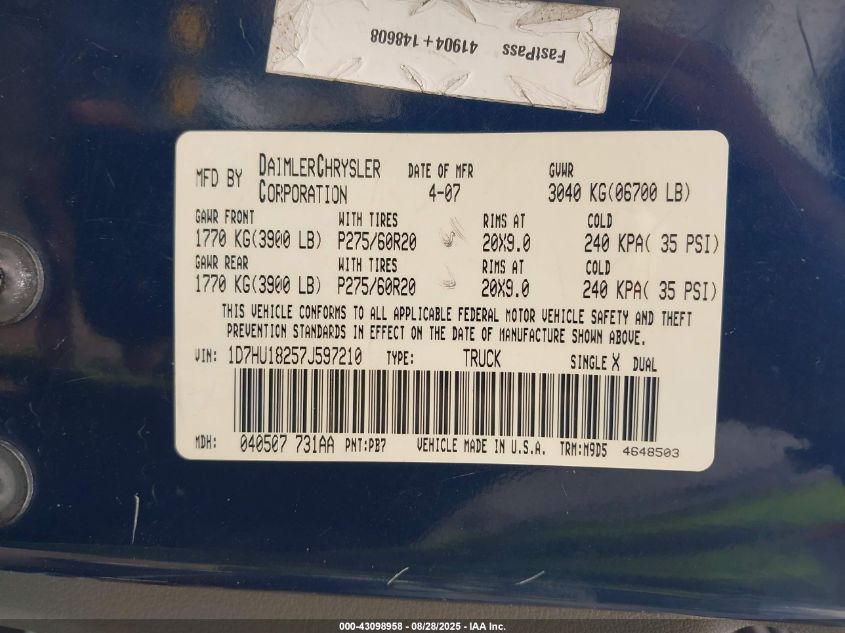 FastPass 41904+148608
MFD BY DAIMLERCHRYSLER CORPORATION DATE OF MFR 4-07 GVWR 3040 KG(06700 LB)
GAWR FRONT WITH TIRES RIMS AT COLD
1770 KG(3900 LB) P275/60R20 20X9.0 240 KPA( 35 PSI)
GAWR REAR WITH TIRES RIMS AT COLD
1770 KG(3900 LB) P275/60R20 20X9.0 240 KPA( 35 PSI)
THIS VEHICLE CONFORMS TO ALL APPLICABLE FEDERAL MOTOR VEHICLE SAFETY AND THEFT
PREVENTION STANDARDS IN EFFECT ON THE DATE OF MANUFACTURE SHOWN ABOVE.
VIN: 1D7HU18257J597210 TYPE: TRUCK SINGLE X DUAL
MDH: 040507 731AA PNT:PB7 VEHICLE MADE IN U.S.A. TRM:M9D5 4648503
000-43098958 - 08/28/2025 - IAA Inc.